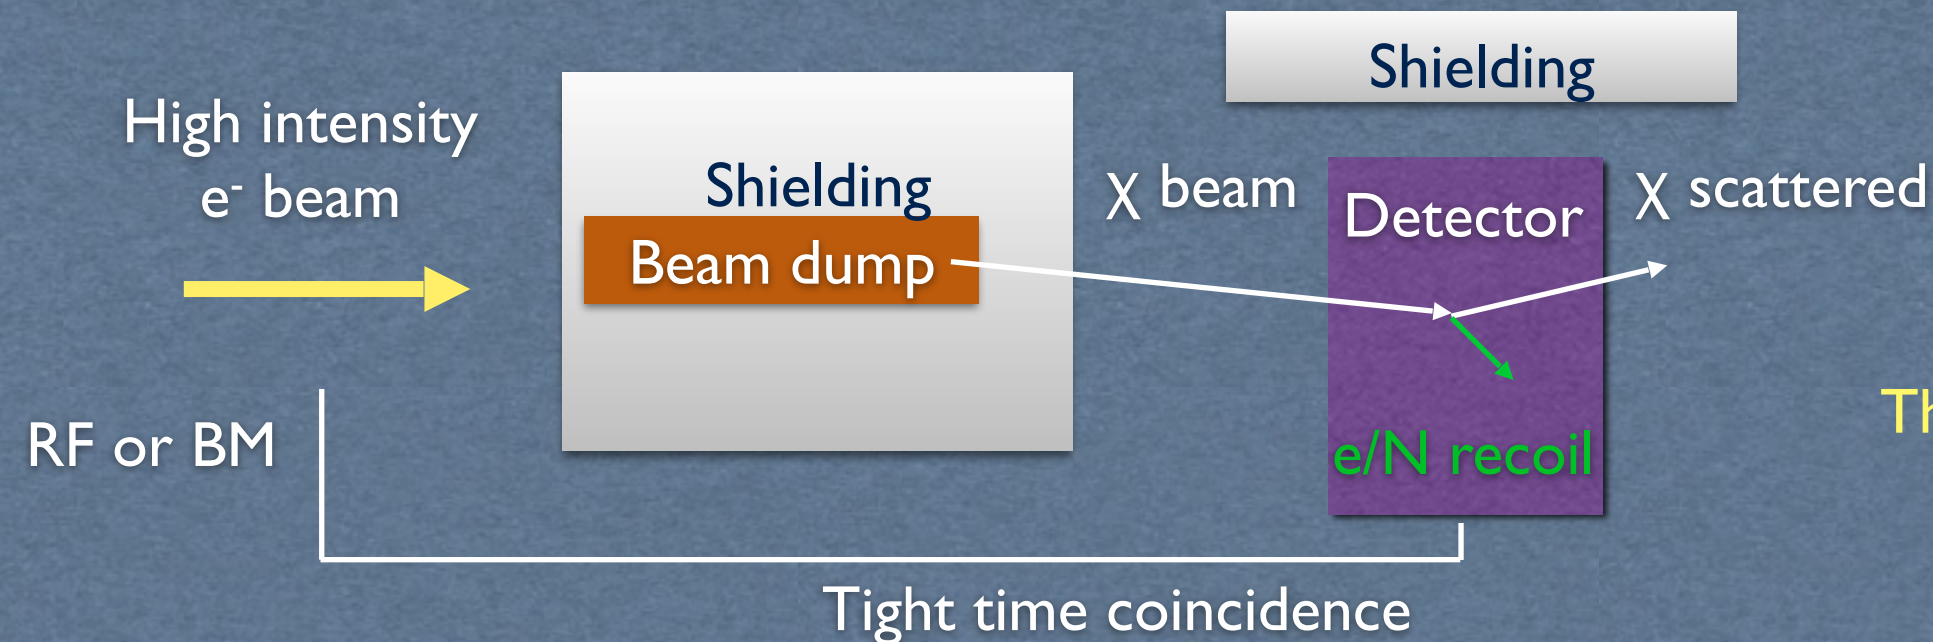 Shielding
High intensity
e⁻ beam
Shielding
Beam dump
χ beam
Detector
χ scattered
RF or BM
e/N recoil
Tight time coincidence